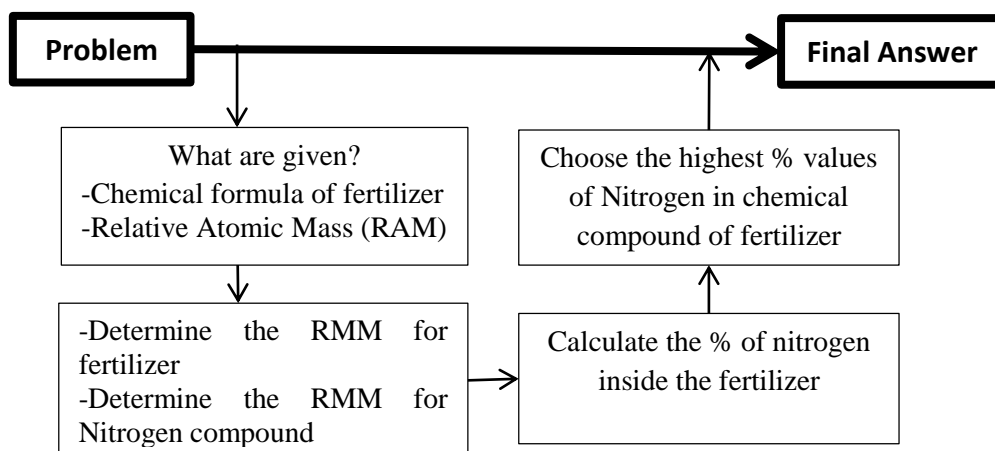 Problem
Final Answer
What are given?
-Chemical formula of fertilizer
-Relative Atomic Mass (RAM)
-Determine the RMM for
fertilizer
-Determine the RMM for
Nitrogen compound
Calculate the % of nitrogen
inside the fertilizer
Choose the highest % values
of Nitrogen in chemical
compound of fertilizer